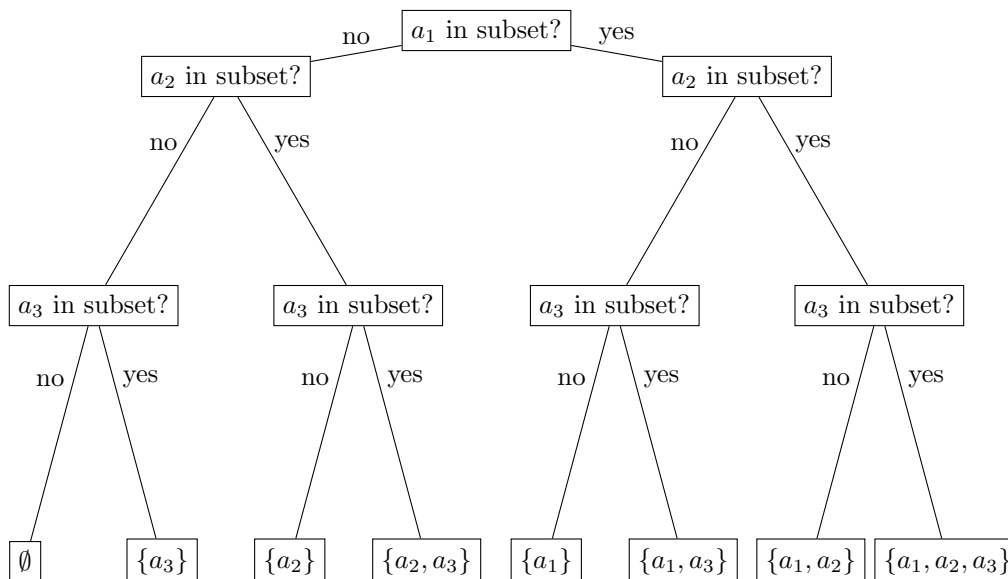 a₁ in subset?
no yes
a₂ in subset? a₂ in subset?
no yes no yes
a₃ in subset? a₃ in subset? a₃ in subset? a₃ in subset?
no yes no yes no yes no yes
∅ {a₃} {a₂} {a₂, a₃} {a₁} {a₁, a₃} {a₁, a₂} {a₁, a₂, a₃}